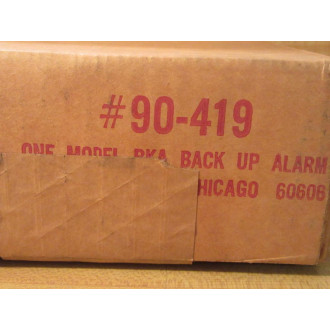 #90-419
ONE MODEL BKA BACK UP ALARM
CHICAGO 60606